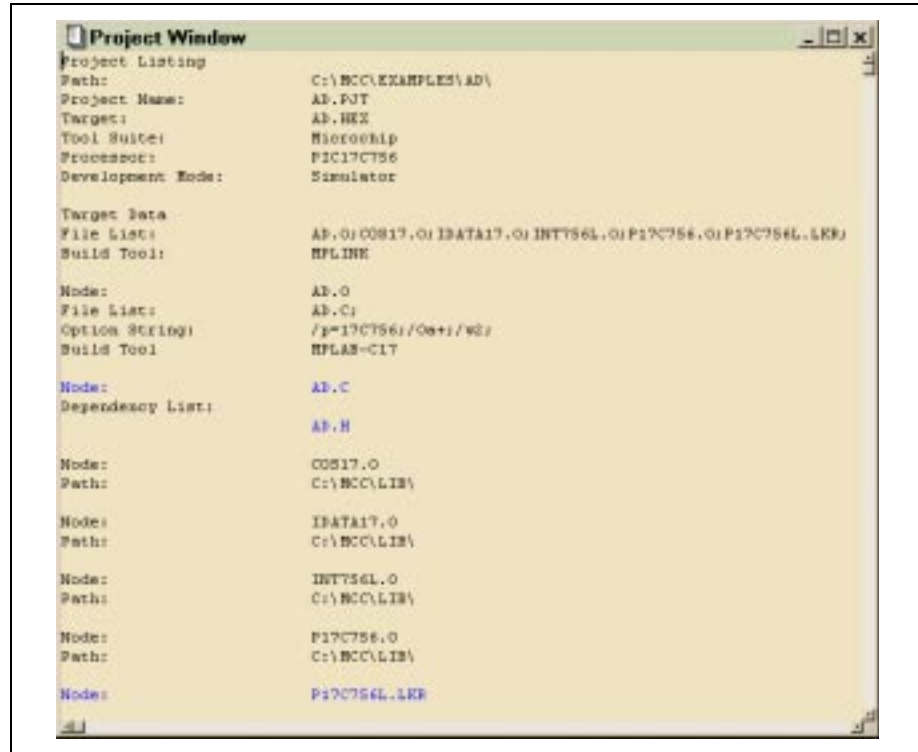 Project Window
Project Listing
Path: C:\MCC\EXAMPLES\AD\
Project Name: AD.PJT
Target: AD.HEX
Tool Suite: Microchip
Processor: PIC17C756
Development Mode: Simulator
Target Data
File List: AD.O;COS17.O;IDATA17.O;INT756L.O;P17C756.O;P17C756L.LKR;
Build Tool: MPLINK
Node: AD.O
File List: AD.C;
Option String: /p=17C756;/Oa+;/w2;
Build Tool MPLAB-C17
Node: AD.C
Dependency List:
AD.H
Node: COS17.O
Path: C:\MCC\LIB\
Node: IDATA17.O
Path: C:\MCC\LIB\
Node: INT756L.O
Path: C:\MCC\LIB\
Node: P17C756.O
Path: C:\MCC\LIB\
Node: P17C756L.LKR